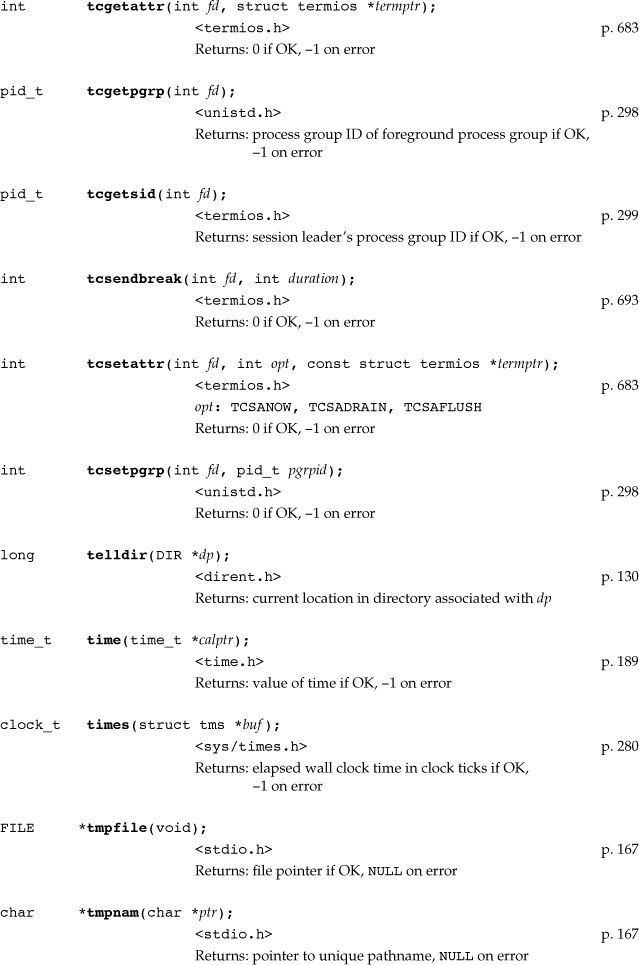 int tcgetattr(int fd, struct termios *termptr);
<termios.h> p. 683
Returns: 0 if OK, –1 on error
pid_t tcgetpgrp(int fd);
<unistd.h> p. 298
Returns: process group ID of foreground process group if OK,
–1 on error
pid_t tcgetsid(int fd);
<termios.h> p. 299
Returns: session leader’s process group ID if OK, –1 on error
int tcsendbreak(int fd, int duration);
<termios.h> p. 693
Returns: 0 if OK, –1 on error
int tcsetattr(int fd, int opt, const struct termios *termptr);
<termios.h> p. 683
opt: TCSANOW, TCSADRAIN, TCSAFLUSH
Returns: 0 if OK, –1 on error
int tcsetpgrp(int fd, pid_t pgrpid);
<unistd.h> p. 298
Returns: 0 if OK, –1 on error
long telldir(DIR *dp);
<dirent.h> p. 130
Returns: current location in directory associated with dp
time_t time(time_t *calptr);
<time.h> p. 189
Returns: value of time if OK, –1 on error
clock_t times(struct tms *buf);
<sys/times.h> p. 280
Returns: elapsed wall clock time in clock ticks if OK,
–1 on error
FILE *tmpfile(void);
<stdio.h> p. 167
Returns: file pointer if OK, NULL on error
char *tmpnam(char *ptr);
<stdio.h> p. 167
Returns: pointer to unique pathname, NULL on error